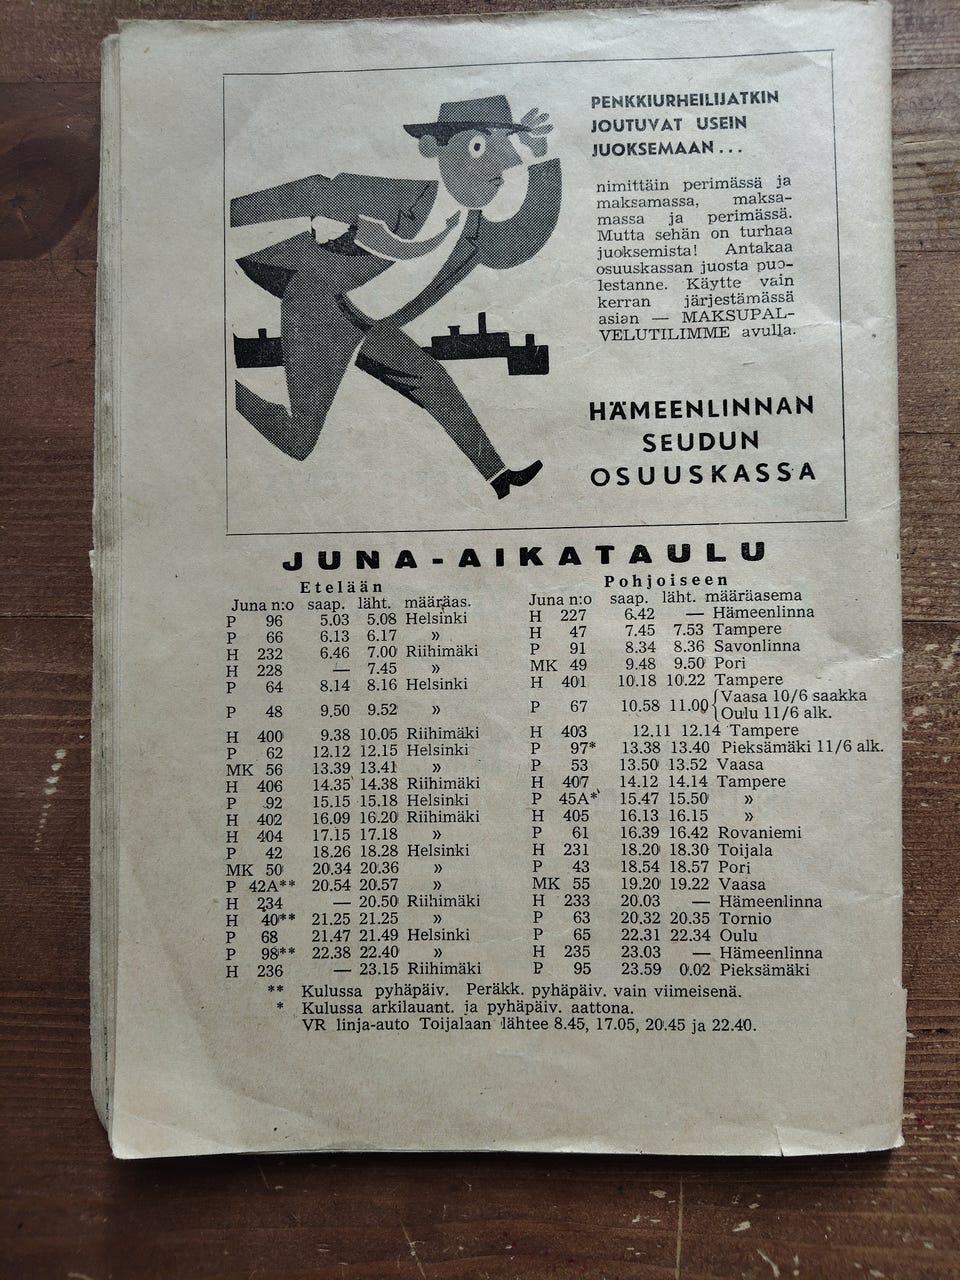 PENKKIURHEILIJATKIN
JOUTUVAT USEIN
JUOKSEMAAN...
nimittäin perimässä ja
maksamassa, maksa-
massa ja perimässä.
Mutta sehän on turhaa
juoksemista! Antakaa
osuuskassan juosta puo-
lestanne. Käytte vain
kerran järjestämässä
asian — MAKSUPAL-
VELUTILIMME avulla.
HÄMEENLINNAN
SEUDUN
OSUUSKASSA
JUNA-AIKATAULU
Etelään
Juna n:o saap. läht. määräas.
P 96 5.03 5.08 Helsinki
P 66 6.13 6.17 »
H 232 6.46 7.00 Riihimäki
H 228 — 7.45 »
P 64 8.14 8.16 Helsinki
P 48 9.50 9.52 »
H 400 9.38 10.05 Riihimäki
P 62 12.12 12.15 Helsinki
MK 56 13.39 13.41 »
H 406 14.35 14.38 Riihimäki
P 92 15.15 15.18 Helsinki
H 402 16.09 16.20 Riihimäki
H 404 17.15 17.18 »
P 42 18.26 18.28 Helsinki
MK 50 20.34 20.36 »
P 42A** 20.54 20.57 »
H 234 — 20.50 Riihimäki
H 40** 21.25 21.25 »
P 68 21.47 21.49 Helsinki
P 98** 22.38 22.40 »
H 236 — 23.15 Riihimäki
Pohjoiseen
Juna n:o saap. läht. määräasema
H 227 6.42 — Hämeenlinna
H 47 7.45 7.53 Tampere
P 91 8.34 8.36 Savonlinna
MK 49 9.48 9.50 Pori
H 401 10.18 10.22 Tampere
P 67 10.58 11.00 {Vaasa 10/6 saakka
Oulu 11/6 alk.
H 403 12.11 12.14 Tampere
P 97* 13.38 13.40 Pieksämäki 11/6 alk.
P 53 13.50 13.52 Vaasa
H 407 14.12 14.14 Tampere
P 45A* 15.47 15.50 »
H 405 16.13 16.15 »
P 61 16.39 16.42 Rovaniemi
H 231 18.20 18.30 Toijala
P 43 18.54 18.57 Pori
MK 55 19.20 19.22 Vaasa
H 233 20.03 — Hämeenlinna
P 63 20.32 20.35 Tornio
P 65 22.31 22.34 Oulu
H 235 23.03 — Hämeenlinna
P 95 23.59 0.02 Pieksämäki
** Kulussa pyhäpäiv. Peräkk. pyhäpäiv. vain viimeisenä.
* Kulussa arkilauant. ja pyhäpäiv. aattona.
VR linja-auto Toijalaan lähtee 8.45, 17.05, 20.45 ja 22.40.